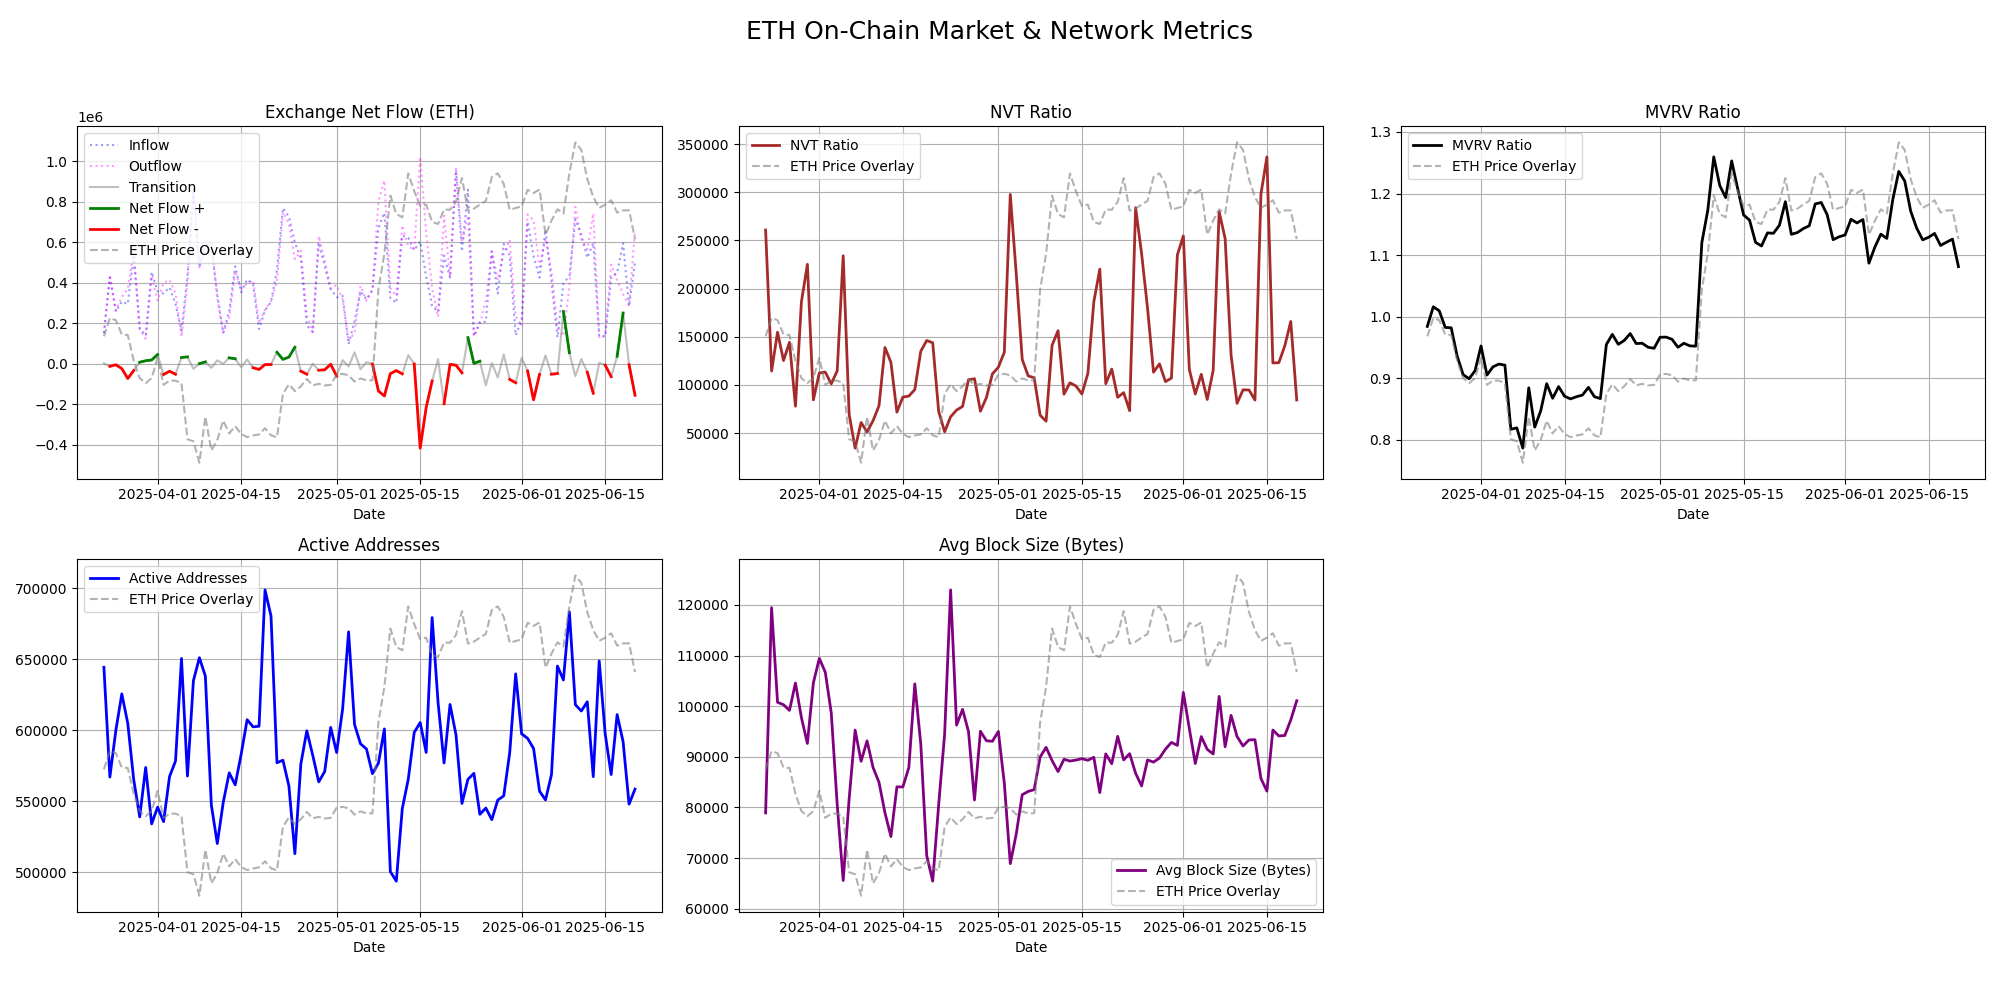 ETH On-Chain Market & Network Metrics
Exchange Net Flow (ETH)
1e6
Inflow
Outflow
Transition
Net Flow +
Net Flow -
ETH Price Overlay
1.0
0.8
0.6
0.4
0.2
0.0
−0.2
−0.4
2025-04-01 2025-04-15 2025-05-01 2025-05-15 2025-06-01 2025-06-15
Date
NVT Ratio
NVT Ratio
ETH Price Overlay
350000
300000
250000
200000
150000
100000
50000
2025-04-01 2025-04-15 2025-05-01 2025-05-15 2025-06-01 2025-06-15
Date
MVRV Ratio
MVRV Ratio
ETH Price Overlay
1.3
1.2
1.1
1.0
0.9
0.8
2025-04-01 2025-04-15 2025-05-01 2025-05-15 2025-06-01 2025-06-15
Date
Active Addresses
Active Addresses
ETH Price Overlay
700000
650000
600000
550000
500000
2025-04-01 2025-04-15 2025-05-01 2025-05-15 2025-06-01 2025-06-15
Date
Avg Block Size (Bytes)
120000
110000
100000
90000
80000
70000
60000
Avg Block Size (Bytes)
ETH Price Overlay
2025-04-01 2025-04-15 2025-05-01 2025-05-15 2025-06-01 2025-06-15
Date